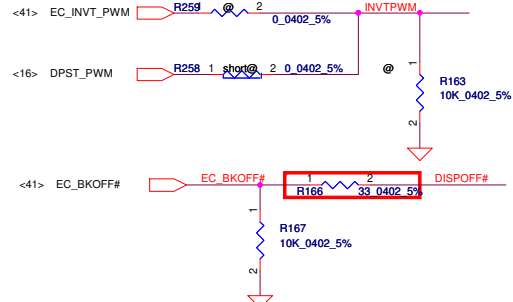 <41> EC_INVT_PWM R259 1 @ 2 0_0402_5% INVTPWM
<16> DPST_PWM R258 1 short@ 2 0_0402_5%
@ 1 R163
10K_0402_5%
2
<41> EC_BKOFF# EC_BKOFF# 1 2 DISPOFF#
R166 33_0402_5%
1 R167
10K_0402_5%
2